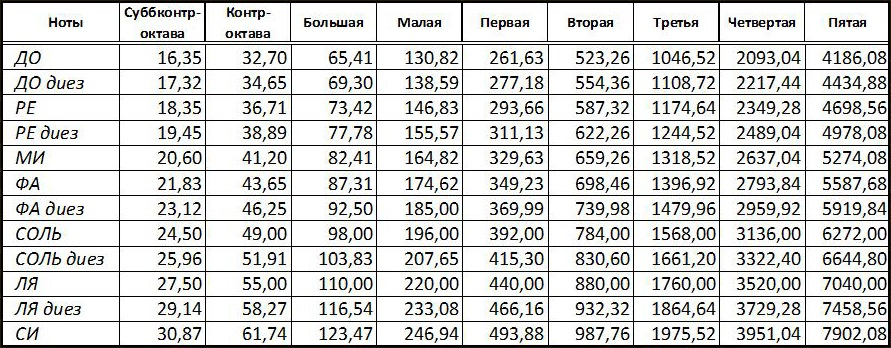 Ноты Суббконтр-октава Контр-октава Большая Малая Первая Вторая Третья Четвертая Пятая
ДО 16,35 32,70 65,41 130,82 261,63 523,26 1046,52 2093,04 4186,08
ДО диез 17,32 34,65 69,30 138,59 277,18 554,36 1108,72 2217,44 4434,88
РЕ 18,35 36,71 73,42 146,83 293,66 587,32 1174,64 2349,28 4698,56
РЕ диез 19,45 38,89 77,78 155,57 311,13 622,26 1244,52 2489,04 4978,08
МИ 20,60 41,20 82,41 164,82 329,63 659,26 1318,52 2637,04 5274,08
ФА 21,83 43,65 87,31 174,62 349,23 698,46 1396,92 2793,84 5587,68
ФА диез 23,12 46,25 92,50 185,00 369,99 739,98 1479,96 2959,92 5919,84
СОЛЬ 24,50 49,00 98,00 196,00 392,00 784,00 1568,00 3136,00 6272,00
СОЛЬ диез 25,96 51,91 103,83 207,65 415,30 830,60 1661,20 3322,40 6644,80
ЛЯ 27,50 55,00 110,00 220,00 440,00 880,00 1760,00 3520,00 7040,00
ЛЯ диез 29,14 58,27 116,54 233,08 466,16 932,32 1864,64 3729,28 7458,56
СИ 30,87 61,74 123,47 246,94 493,88 987,76 1975,52 3951,04 7902,08